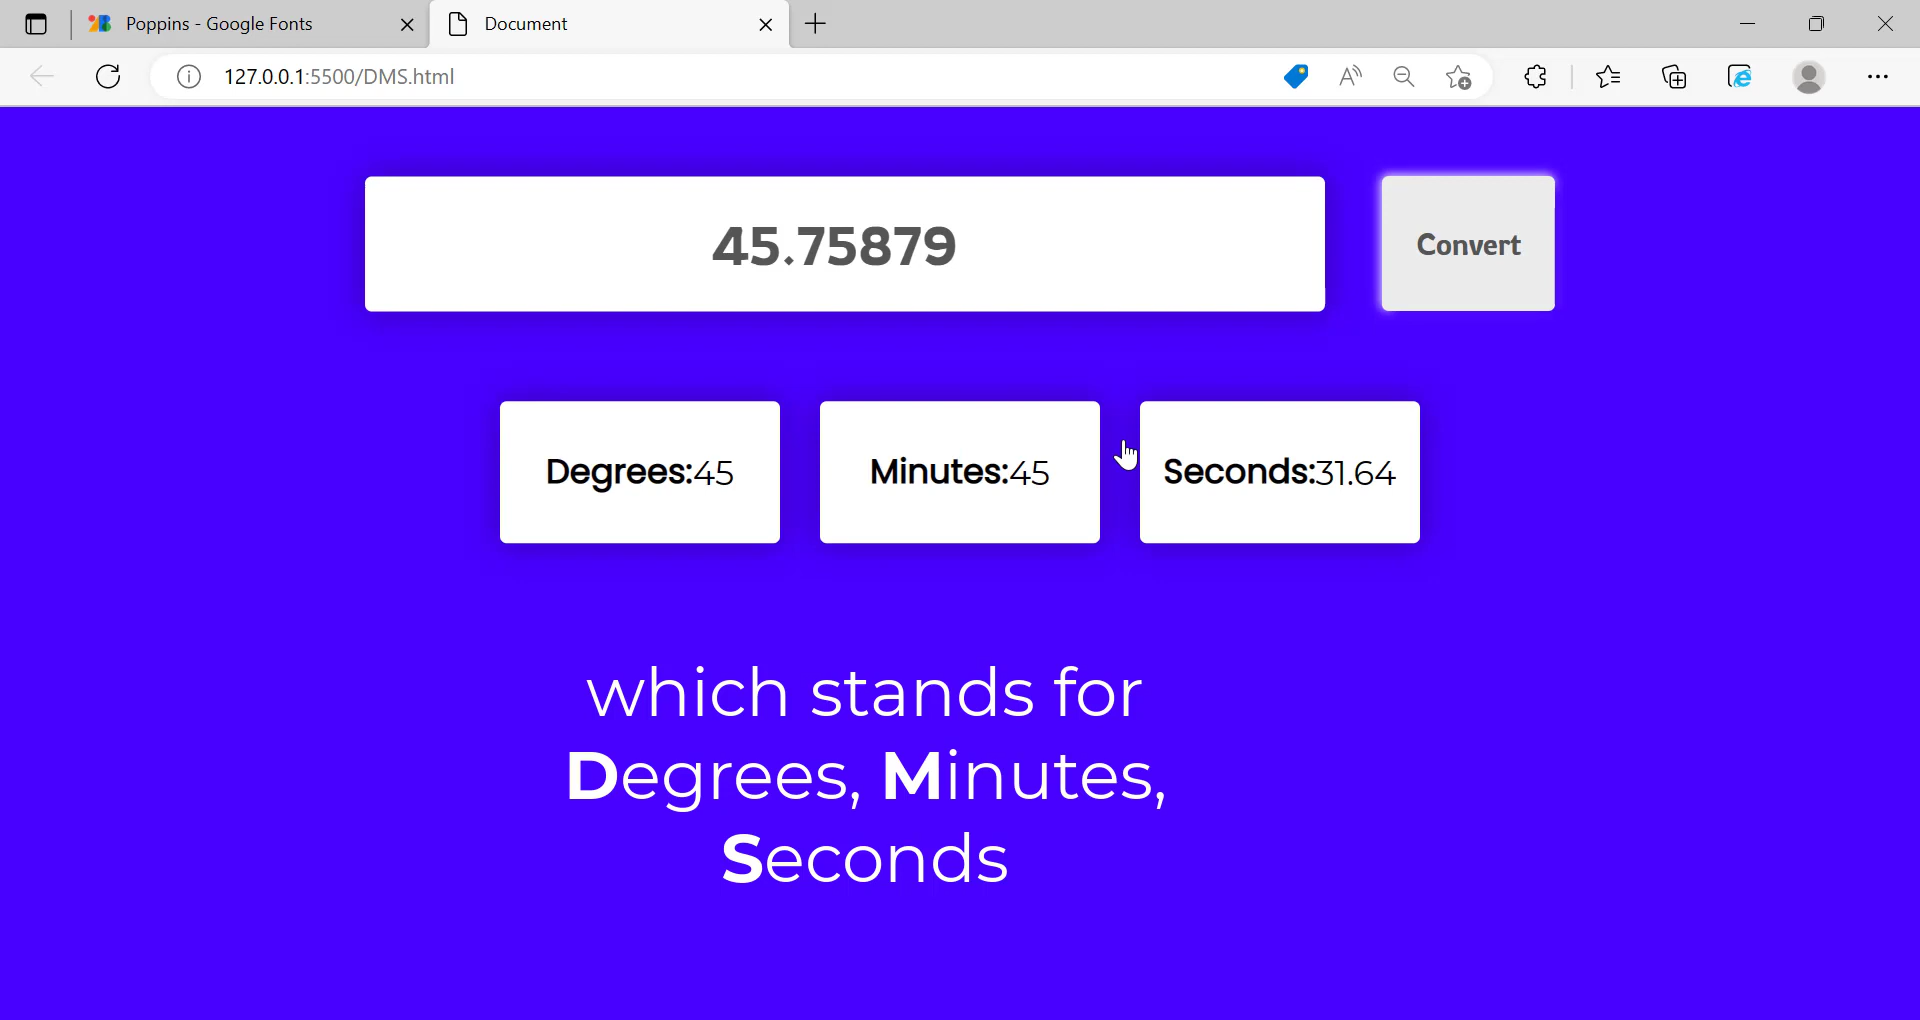 Poppins - Google Fonts
Document
127.0.0.1:5500/DMS.html
45.75879
Convert
Degrees:45
Minutes:45
Seconds:31.64
which stands for
Degrees, Minutes,
Seconds